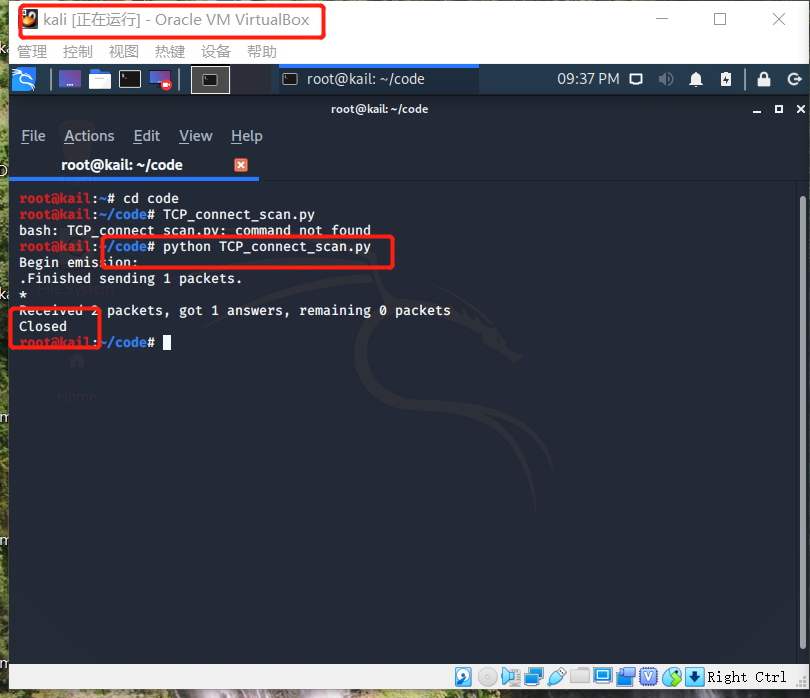 kali [正在运行] - Oracle VM VirtualBox
管理 控制 视图 热键 设备 帮助
root@kail: ~/code 09:37 PM
root@kail: ~/code
File Actions Edit View Help
root@kail: ~/code
root@kail:~# cd code
root@kail:~/code# TCP_connect_scan.py
bash: TCP_connect_scan.py: command not found
root@kail:~/code# python TCP_connect_scan.py
Begin emission:
.Finished sending 1 packets.
*
Received 2 packets, got 1 answers, remaining 0 packets
Closed
root@kail:~/code#
Home
Right Ctrl